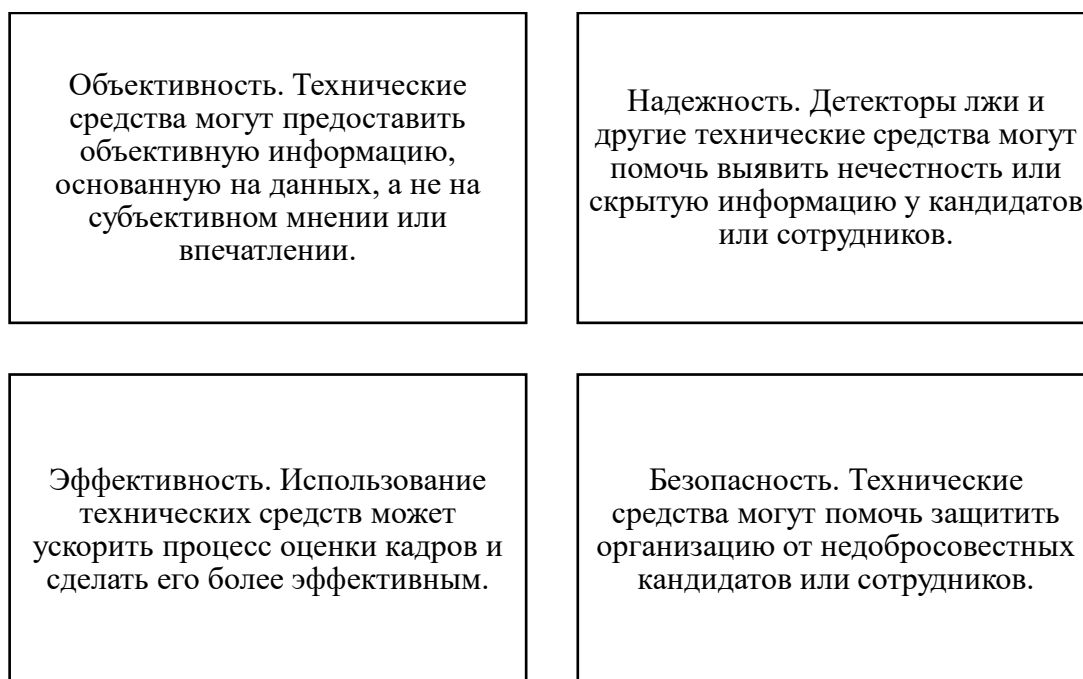 Объективность. Технические
средства могут предоставить
объективную информацию,
основанную на данных, а не на
субъективном мнении или
впечатлении.
Надежность. Детекторы лжи и
другие технические средства могут
помочь выявить нечестность или
скрытую информацию у кандидатов
или сотрудников.
Эффективность. Использование
технических средств может
ускорить процесс оценки кадров и
сделать его более эффективным.
Безопасность. Технические
средства могут помочь защитить
организацию от недобросовестных
кандидатов или сотрудников.